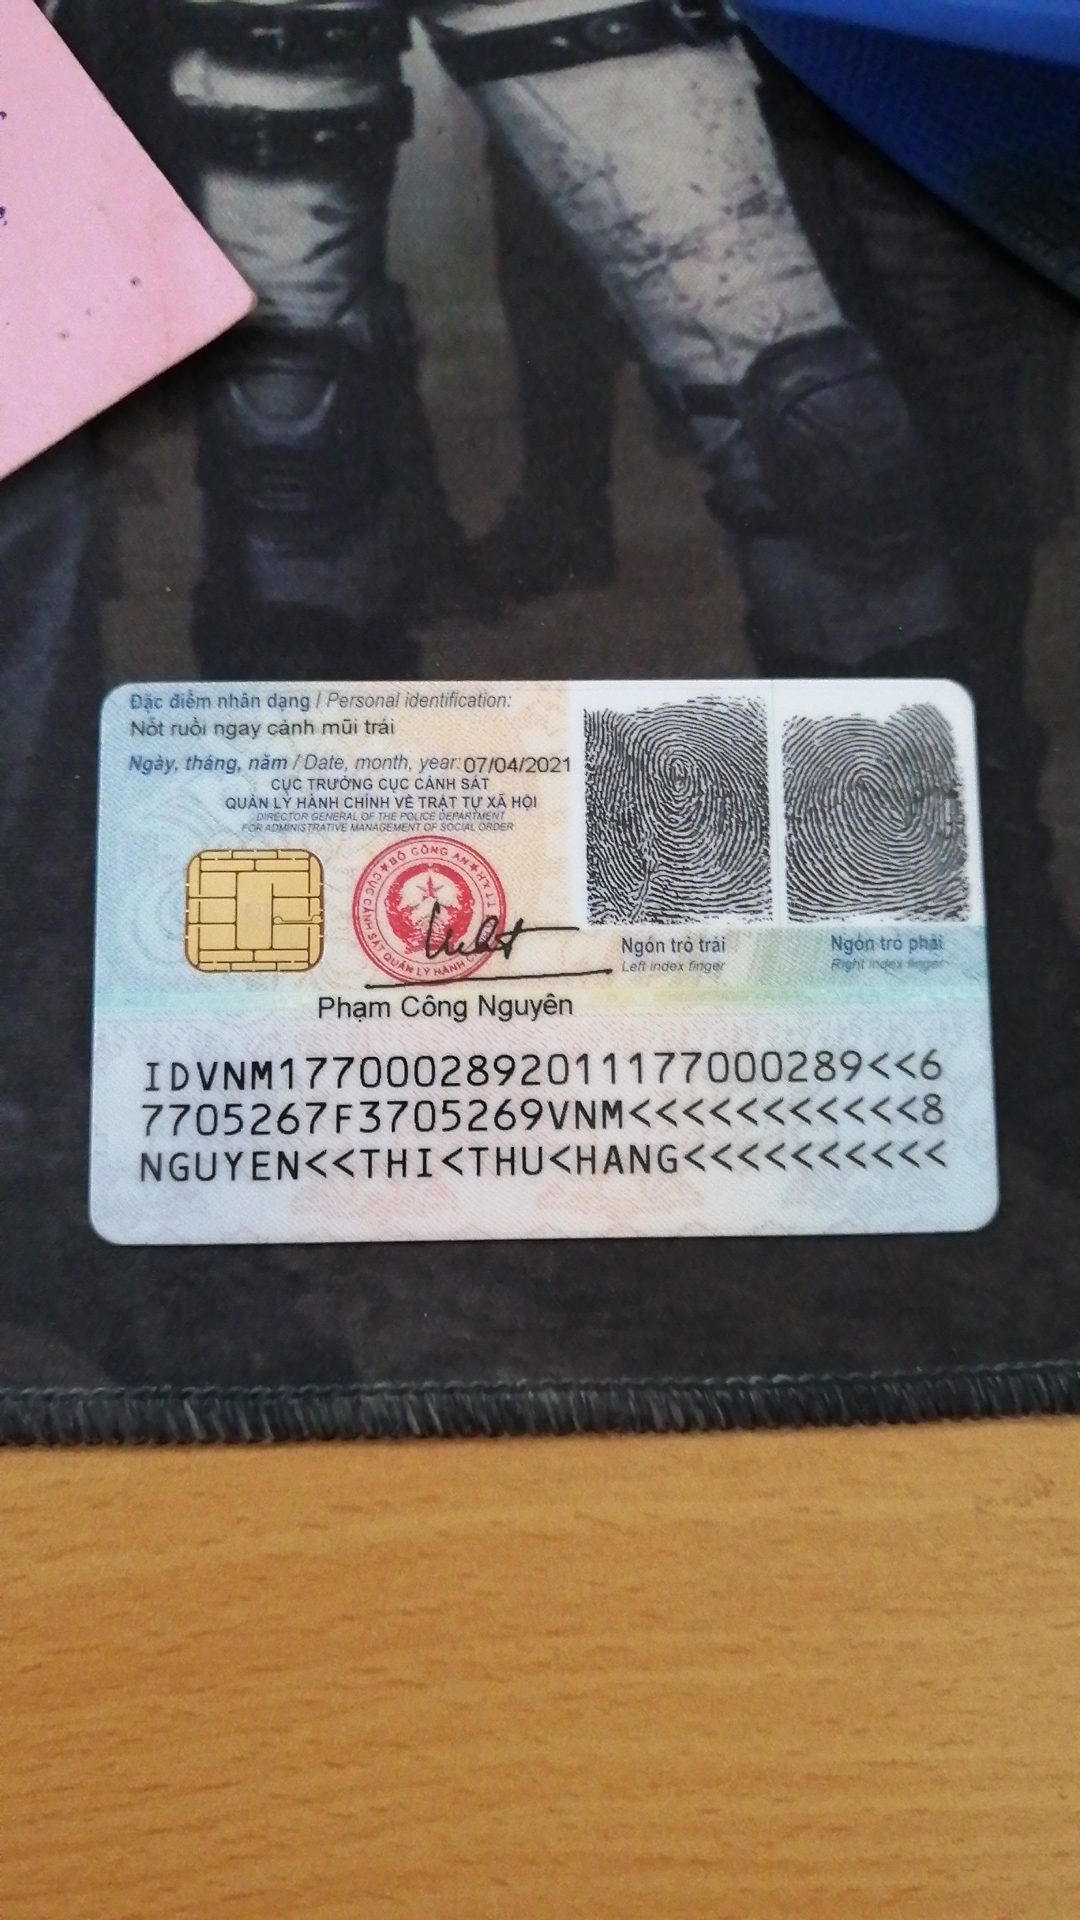 Đặc điểm nhân dạng / Personal identification:
Nốt ruồi ngay cánh mũi trái
Ngày, tháng, năm / Date, month, year: 07/04/2021
CỤC TRƯỞNG CỤC CẢNH SÁT
QUẢN LÝ HÀNH CHÍNH VỀ TRẬT TỰ XÃ HỘI
DIRECTOR GENERAL OF THE POLICE DEPARTMENT
FOR ADMINISTRATIVE MANAGEMENT OF SOCIAL ORDER
BỘ CÔNG AN
CỤC CẢNH SÁT QUẢN LÝ HÀNH
Ngón trỏ trái
Left index finger
Ngón trỏ phải
Right index finger
Phạm Công Nguyên
IDVNM1770002892011177000289<<6
7705267F3705269VNM<<<<<<<<<<<8
NGUYEN<<THI<THU<HANG<<<<<<<<<<